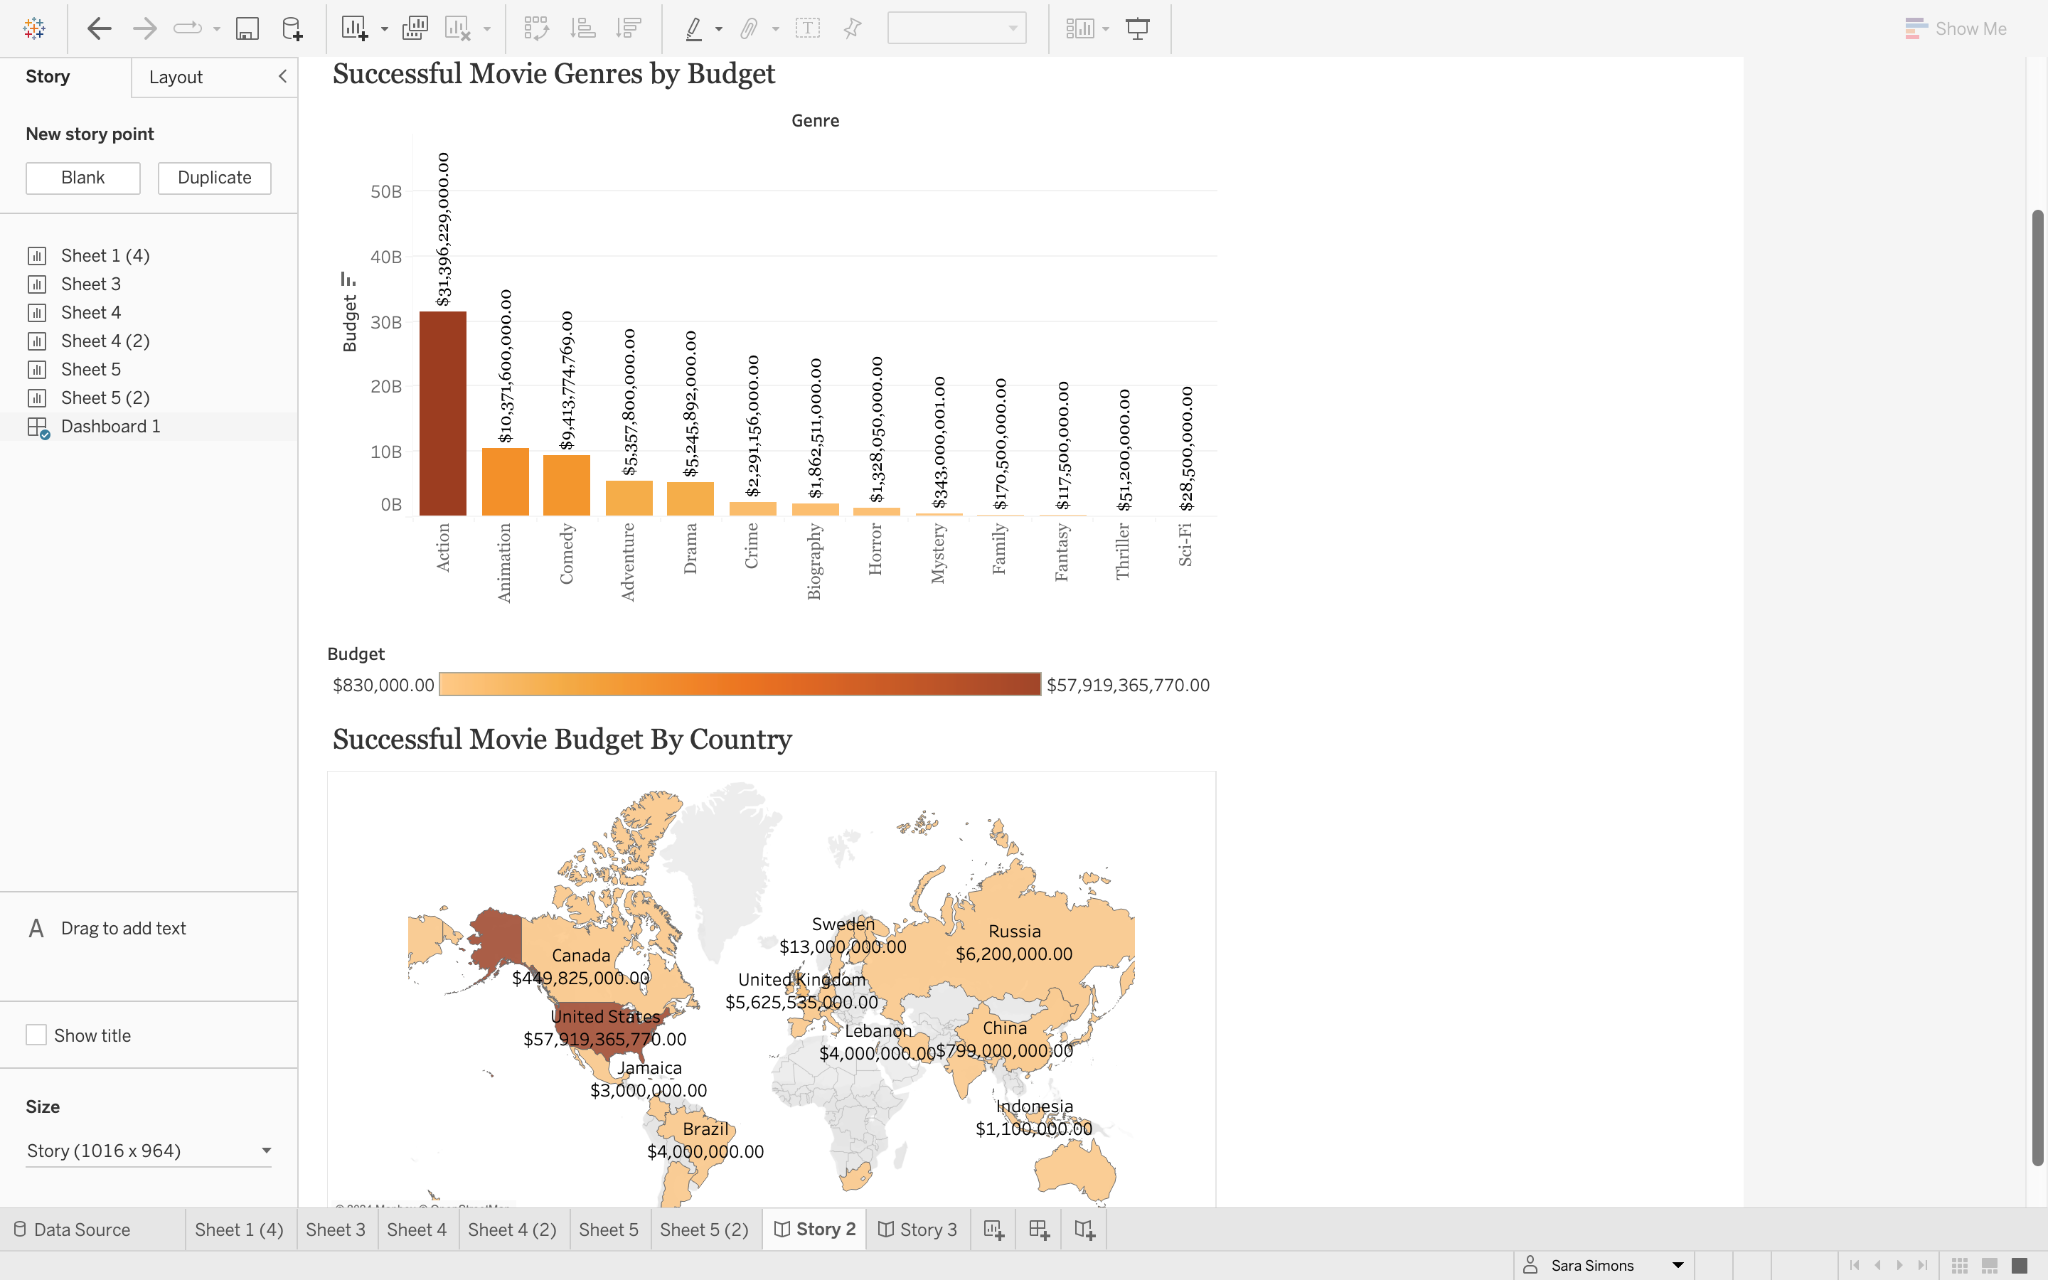 Show Me
Story
Layout
New story point
Blank
Duplicate
Sheet 1 (4)
Sheet 3
Sheet 4
Sheet 4 (2)
Sheet 5
Sheet 5 (2)
Dashboard 1
A Drag to add text
Show title
Size
Story (1016 x 964)
Successful Movie Genres by Budget
Genre
Budget
50B
40B
30B
20B
10B
0B
$31,396,229,000.00
$10,371,600,000.00
$9,413,774,769.00
$5,357,800,000.00
$5,245,892,000.00
$2,291,156,000.00
$1,862,511,000.00
$1,328,050,000.00
$343,000,001.00
$170,500,000.00
$117,500,000.00
$51,200,000.00
$28,500,000.00
Action
Animation
Comedy
Adventure
Drama
Crime
Biography
Horror
Mystery
Family
Fantasy
Thriller
Sci-Fi
Budget
$830,000.00
$57,919,365,770.00
Successful Movie Budget By Country
Sweden
$13,000,000.00
Russia
$6,200,000.00
Canada
$449,825,000.00
United Kingdom
$5,625,535,000.00
United States
$57,919,365,770.00
Lebanon
$4,000,000.00
China
$799,000,000.00
Jamaica
$3,000,000.00
Indonesia
$1,100,000.00
Brazil
$4,000,000.00
© 2024 Mapbox © OpenStreetMap
Data Source
Sheet 1 (4)
Sheet 3
Sheet 4
Sheet 4 (2)
Sheet 5
Sheet 5 (2)
Story 2
Story 3
Sara Simons